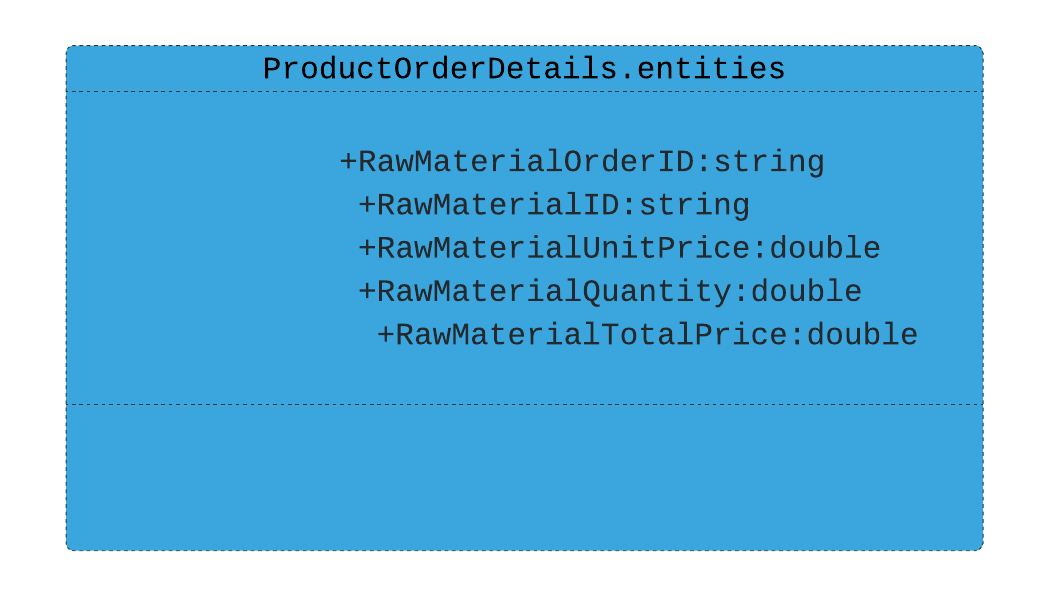 ProductOrderDetails.entities
+RawMaterialOrderID:string
+RawMaterialID:string
+RawMaterialUnitPrice:double
+RawMaterialQuantity:double
+RawMaterialTotalPrice:double